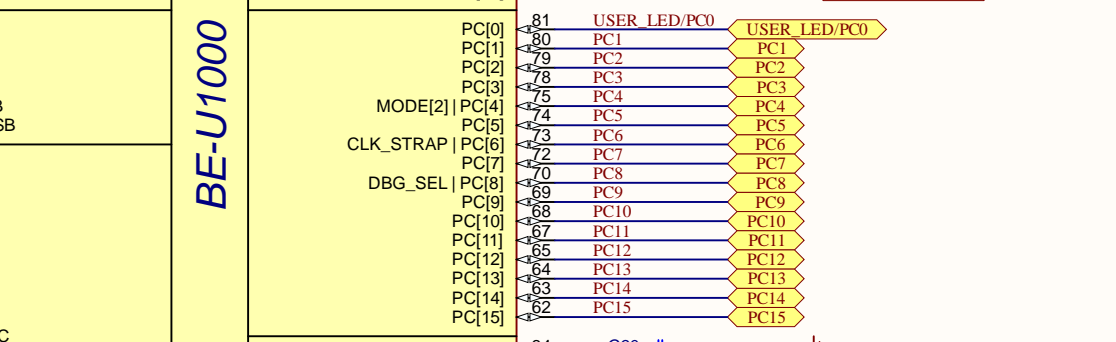 BE-U1000
PC[0] 81 USER_LED/PC0 USER_LED/PC0
PC[1] 80 PC1 PC1
PC[2] 79 PC2 PC2
PC[3] 78 PC3 PC3
MODE[2] | PC[4] 75 PC4 PC4
PC[5] 74 PC5 PC5
CLK_STRAP | PC[6] 73 PC6 PC6
PC[7] 72 PC7 PC7
DBG_SEL | PC[8] 70 PC8 PC8
PC[9] 69 PC9 PC9
PC[10] 68 PC10 PC10
PC[11] 67 PC11 PC11
PC[12] 65 PC12 PC12
PC[13] 64 PC13 PC13
PC[14] 63 PC14 PC14
PC[15] 62 PC15 PC15